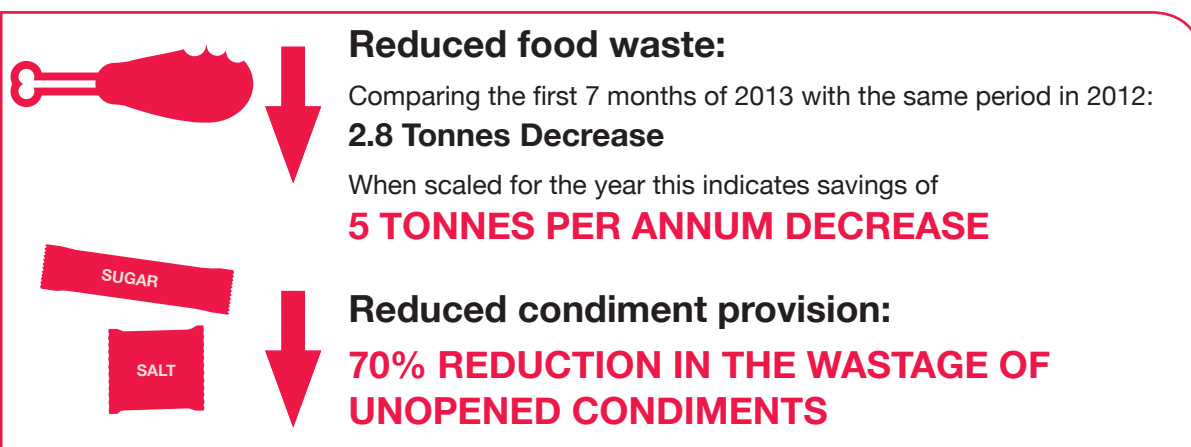 Reduced food waste:
Comparing the first 7 months of 2013 with the same period in 2012:
2.8 Tonnes Decrease
When scaled for the year this indicates savings of
5 TONNES PER ANNUM DECREASE
SUGAR
SALT
Reduced condiment provision:
70% REDUCTION IN THE WASTAGE OF
UNOPENED CONDIMENTS